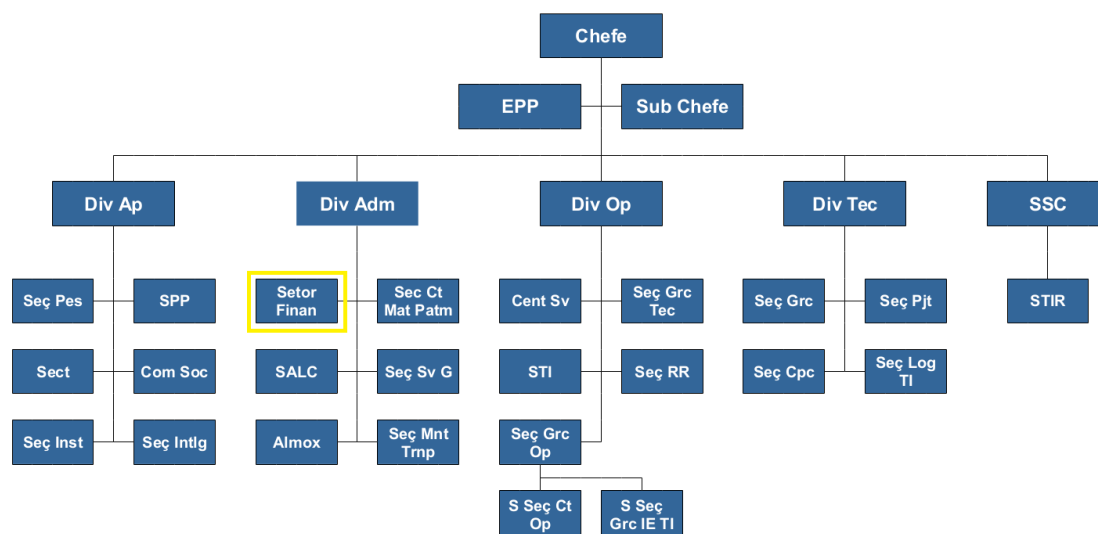 Chefe
EPP
Sub Chefe
Div Ap
Div Adm
Div Op
Div Tec
SSC
Seç Pes
SPP
Setor
Finan
Sec Ct
Mat Patm
Cent Sv
Seç Grc
Tec
Seç Grc
Seç Pjt
STIR
Sect
Com Soc
SALC
Seç Sv G
STI
Seç RR
Seç Cpc
Seç Log
TI
Seç Inst
Seç Intlg
Almox
Seç Mnt
Trnp
Seç Grc
Op
S Seç Ct
Op
S Seç
Grc IE TI